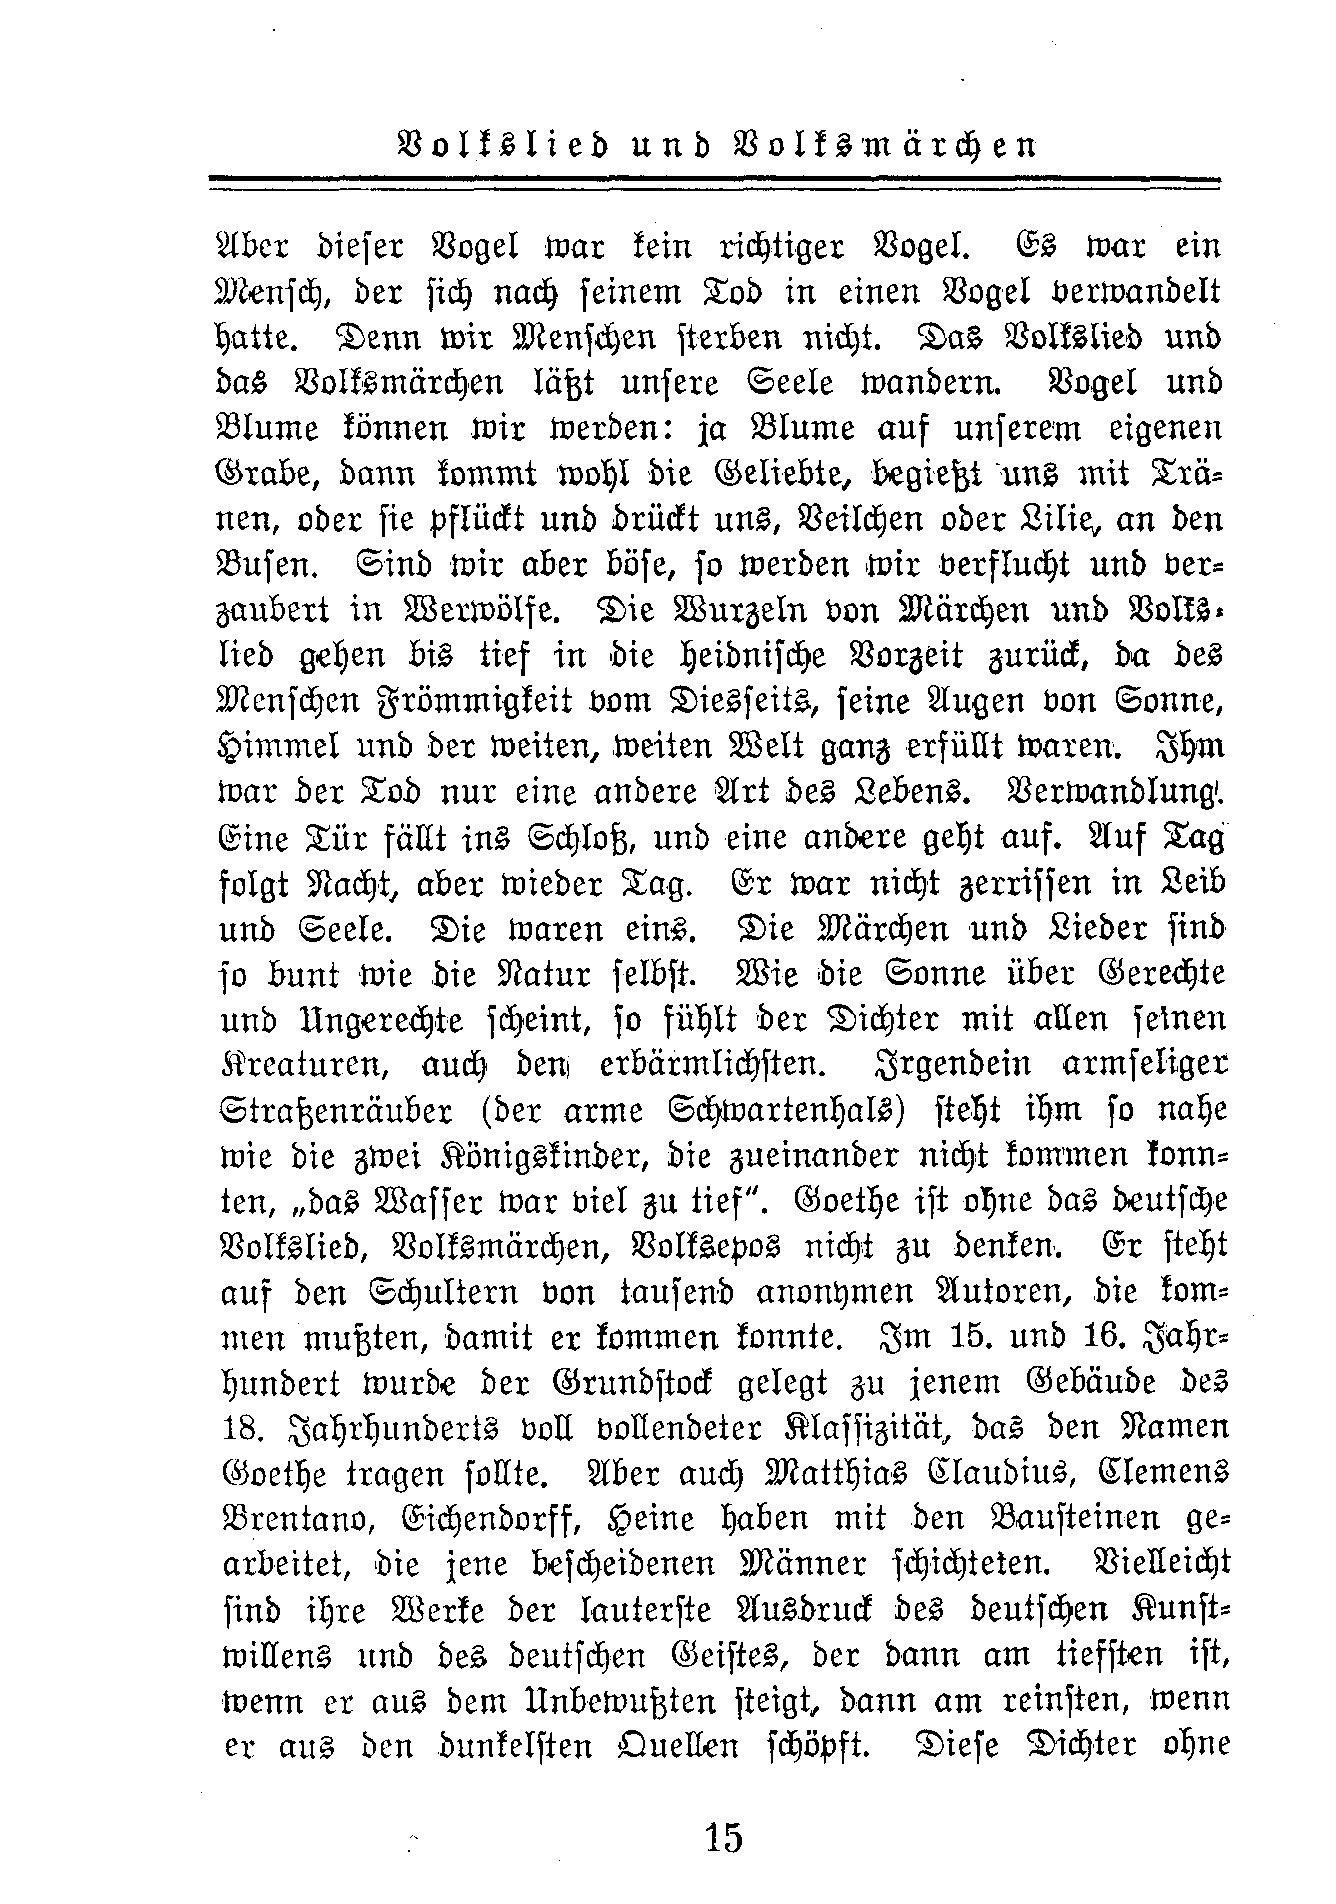 Volkslied und Volksmärchen
Aber dieser Vogel war kein richtiger Vogel. Es war ein
Mensch, der sich nach seinem Tod in einen Vogel verwandelt
hatte. Denn wir Menschen sterben nicht. Das Volkslied und
das Volksmärchen läßt unsere Seele wandern. Vogel und
Blume können wir werden: ja Blume auf unserem eigenen
Grabe, dann kommt wohl die Geliebte, begießt uns mit Trä-
nen, oder sie pflückt und drückt uns, Veilchen oder Lilie, an den
Busen. Sind wir aber böse, so werden wir verflucht und ver-
zaubert in Werwölfe. Die Wurzeln von Märchen und Volks-
lied gehen bis tief in die heidnische Vorzeit zurück, da des
Menschen Frömmigkeit vom Diesseits, seine Augen von Sonne,
Himmel und der weiten, weiten Welt ganz erfüllt waren. Ihm
war der Tod nur eine andere Art des Lebens. Verwandlung.
Eine Tür fällt ins Schloß, und eine andere geht auf. Auf Tag
folgt Nacht, aber wieder Tag. Er war nicht zerrissen in Leib
und Seele. Die waren eins. Die Märchen und Lieder sind
so bunt wie die Natur selbst. Wie die Sonne über Gerechte
und Ungerechte scheint, so fühlt der Dichter mit allen seinen
Kreaturen, auch den erbärmlichsten. Irgendein armseliger
Straßenräuber (der arme Schwartenhals) steht ihm so nahe
wie die zwei Königskinder, die zueinander nicht kommen konn-
ten, „das Wasser war viel zu tief“. Goethe ist ohne das deutsche
Volkslied, Volksmärchen, Volksepos nicht zu denken. Er steht
auf den Schultern von tausend anonymen Autoren, die kom-
men mußten, damit er kommen konnte. Im 15. und 16. Jahr-
hundert wurde der Grundstock gelegt zu jenem Gebäude des
18. Jahrhunderts voll vollendeter Klassizität, das den Namen
Goethe tragen sollte. Aber auch Matthias Claudius, Clemens
Brentano, Eichendorff, Heine haben mit den Bausteinen ge-
arbeitet, die jene bescheidenen Männer schichteten. Vielleicht
sind ihre Werke der lauterste Ausdruck des deutschen Kunst-
willens und des deutschen Geistes, der dann am tiefsten ist,
wenn er aus dem Unbewußten steigt, dann am reinsten, wenn
er aus den dunkelsten Quellen schöpft. Diese Dichter ohne
15